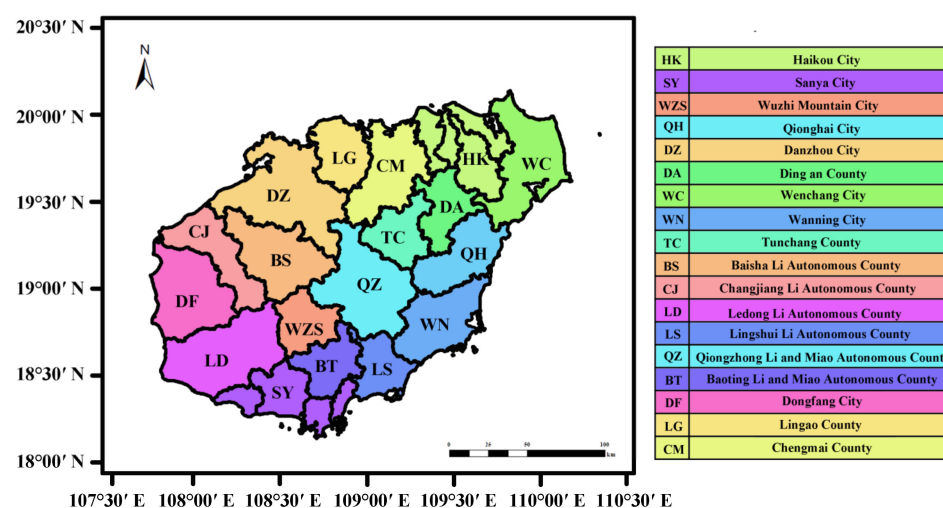 20°30′ N
20°00′ N
19°30′ N
19°00′ N
18°30′ N
18°00′ N
107°30′ E 108°00′ E 108°30′ E 109°00′ E 109°30′ E 110°00′ E 110°30′ E
N
LG
CM
HK
WC
DZ
DA
TC
CJ
BS
QH
QZ
DF
WZS
WN
LD
BT
LS
SY
0 25 50 100
km
HK Haikou City
SY Sanya City
WZS Wuzhi Mountain City
QH Qionghai City
DZ Danzhou City
DA Ding an County
WC Wenchang City
WN Wanning City
TC Tunchang County
BS Baisha Li Autonomous County
CJ Changjiang Li Autonomous County
LD Ledong Li Autonomous County
LS Lingshui Li Autonomous County
QZ Qiongzhong Li and Miao Autonomous Count
BT Baoting Li and Miao Autonomous County
DF Dongfang City
LG Lingao County
CM Chengmai County